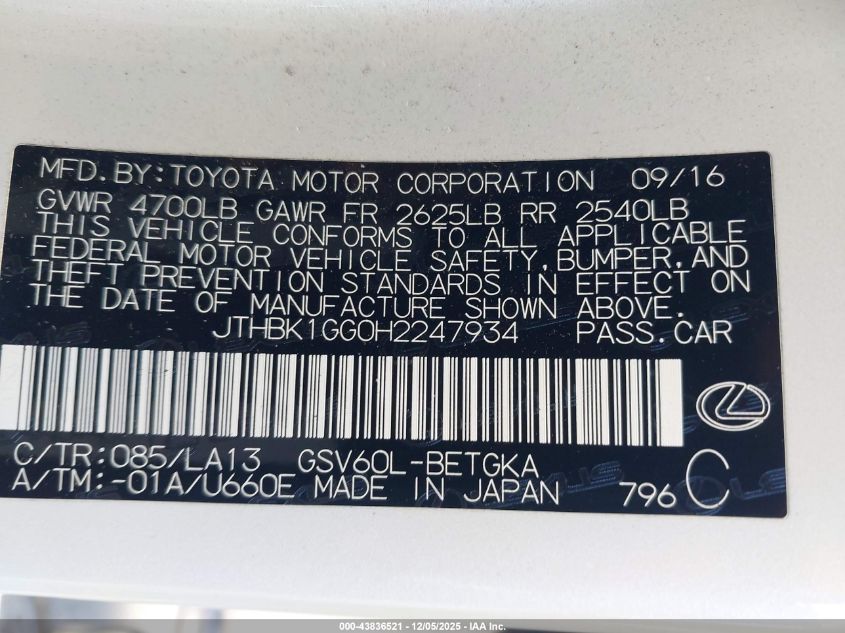 MFD. BY: TOYOTA MOTOR CORPORATION 09/16
GVWR 4700LB GAWR FR 2625LB RR 2540LB
THIS VEHICLE CONFORMS TO ALL APPLICABLE
FEDERAL MOTOR VEHICLE SAFETY, BUMPER, AND
THEFT PREVENTION STANDARDS IN EFFECT ON
THE DATE OF MANUFACTURE SHOWN ABOVE.
JTHBK1GG0H2247934 PASS. CAR
C/TR: 085/LA13 GSV60L-BETGKA
A/TM: -01A/U660E MADE IN JAPAN 796 C
000-43836521 - 12/05/2025 - IAA Inc.